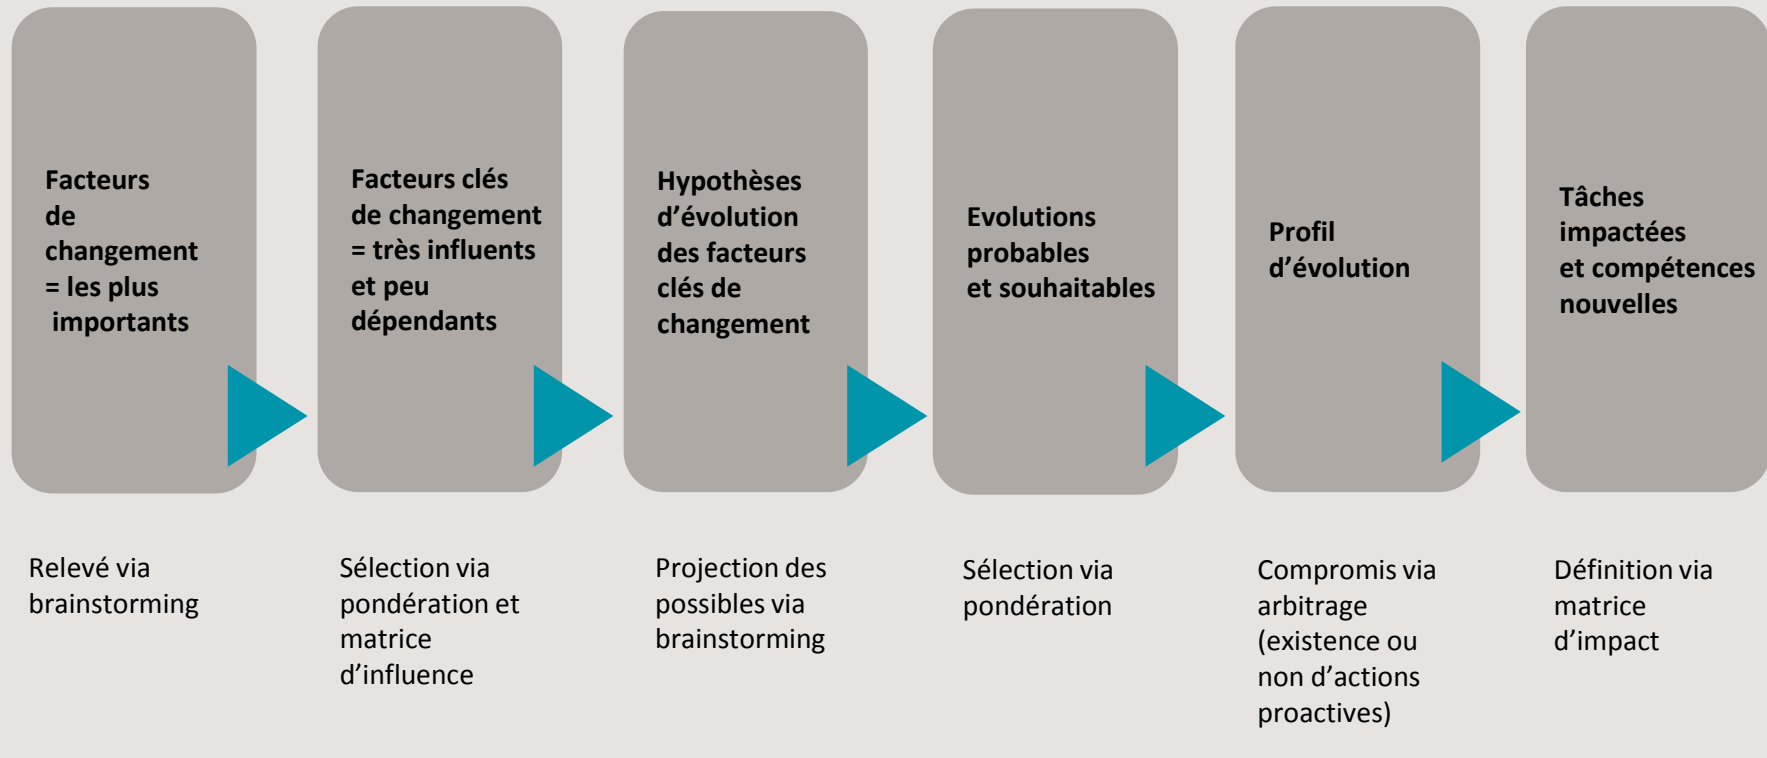 Facteurs
de
changement
= les plus
importants
Facteurs clés
de changement
= très influents
et peu
dépendants
Hypothèses
d’évolution
des facteurs
clés de
changement
Evolutions
probables
et souhaitables
Profil
d’évolution
Tâches
impactées
et compétences
nouvelles
Relevé via
brainstorming
Sélection via
pondération et
matrice
d’influence
Projection des
possibles via
brainstorming
Sélection via
pondération
Compromis via
arbitrage
(existence ou
non d’actions
proactives)
Définition via
matrice
d’impact